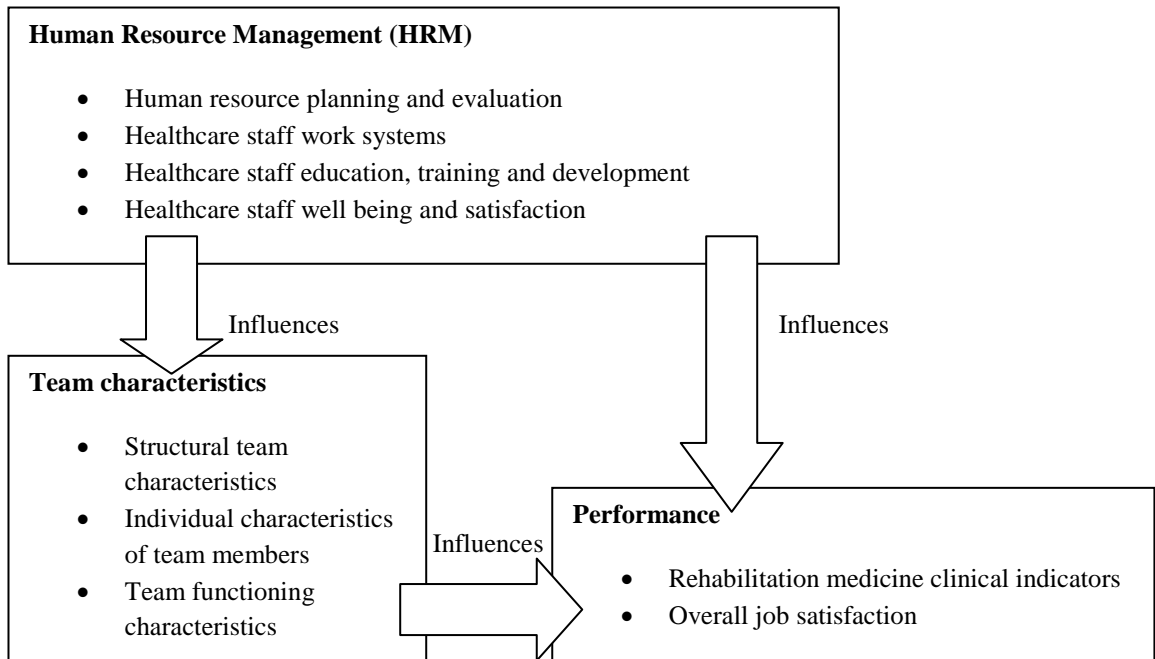 Human Resource Management (HRM)
• Human resource planning and evaluation
• Healthcare staff work systems
• Healthcare staff education, training and development
• Healthcare staff well being and satisfaction
Influences
Influences
Team characteristics
• Structural team
characteristics
• Individual characteristics
of team members
• Team functioning
characteristics
Influences
Performance
• Rehabilitation medicine clinical indicators
• Overall job satisfaction